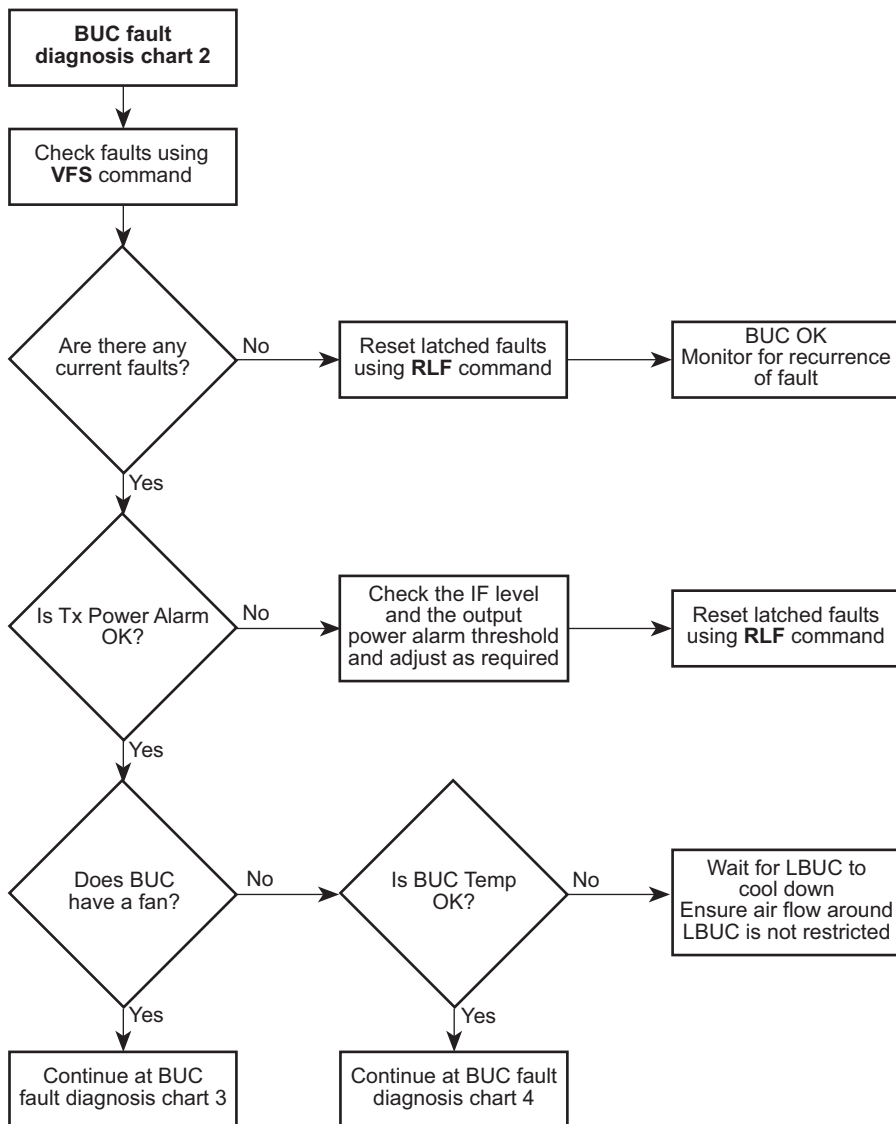 BUC fault
diagnosis chart 2
Check faults using
VFS command
Are there any
current faults?
No
Reset latched faults
using RLF command
BUC OK
Monitor for recurrence
of fault
Yes
Is Tx Power Alarm
OK?
No
Check the IF level
and the output
power alarm threshold
and adjust as required
Reset latched faults
using RLF command
Yes
Does BUC
have a fan?
No
Is BUC Temp
OK?
No
Wait for LBUC to
cool down
Ensure air flow around
LBUC is not restricted
Yes
Yes
Continue at BUC
fault diagnosis chart 3
Continue at BUC fault
diagnosis chart 4